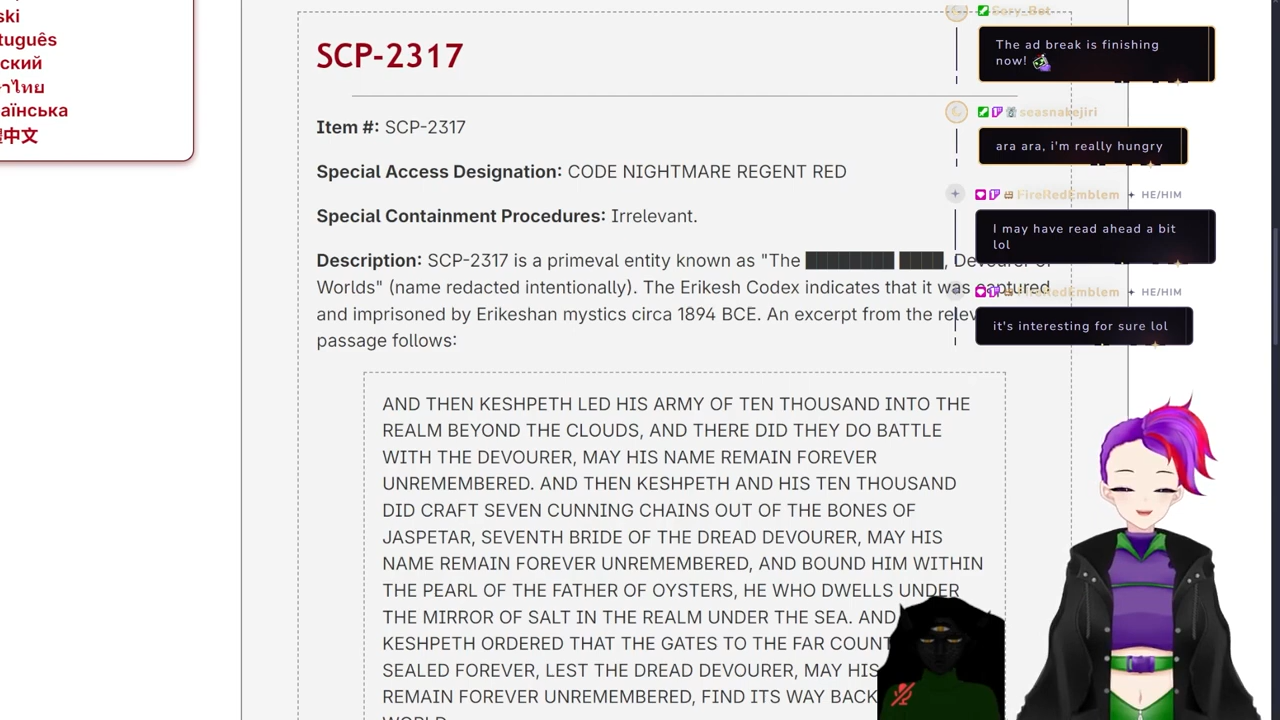 ski
tuguês
ский
าไทย
аїнська
中文
SCP-2317
Item #: SCP-2317
Special Access Designation: CODE NIGHTMARE REGENT RED
Special Containment Procedures: Irrelevant.
Description: SCP-2317 is a primeval entity known as "The ████████ ████, Devourer of
Worlds" (name redacted intentionally). The Erikesh Codex indicates that it was captured
and imprisoned by Erikeshan mystics circa 1894 BCE. An excerpt from the relev
passage follows:
AND THEN KESHPETH LED HIS ARMY OF TEN THOUSAND INTO THE
REALM BEYOND THE CLOUDS, AND THERE DID THEY DO BATTLE
WITH THE DEVOURER, MAY HIS NAME REMAIN FOREVER
UNREMEMBERED. AND THEN KESHPETH AND HIS TEN THOUSAND
DID CRAFT SEVEN CUNNING CHAINS OUT OF THE BONES OF
JASPETAR, SEVENTH BRIDE OF THE DREAD DEVOURER, MAY HIS
NAME REMAIN FOREVER UNREMEMBERED, AND BOUND HIM WITHIN
THE PEARL OF THE FATHER OF OYSTERS, HE WHO DWELLS UNDER
THE MIRROR OF SALT IN THE REALM UNDER THE SEA. AND
KESHPETH ORDERED THAT THE GATES TO THE FAR COUNT
SEALED FOREVER, LEST THE DREAD DEVOURER, MAY HIS
REMAIN FOREVER UNREMEMBERED, FIND ITS WAY BACK
WORLD
Sery_Bot
The ad break is finishing
now!
seasnakejiri
ara ara, i'm really hungry
FireRedEmblem HE/HIM
I may have read ahead a bit
lol
FireRedEmblem HE/HIM
it's interesting for sure lol